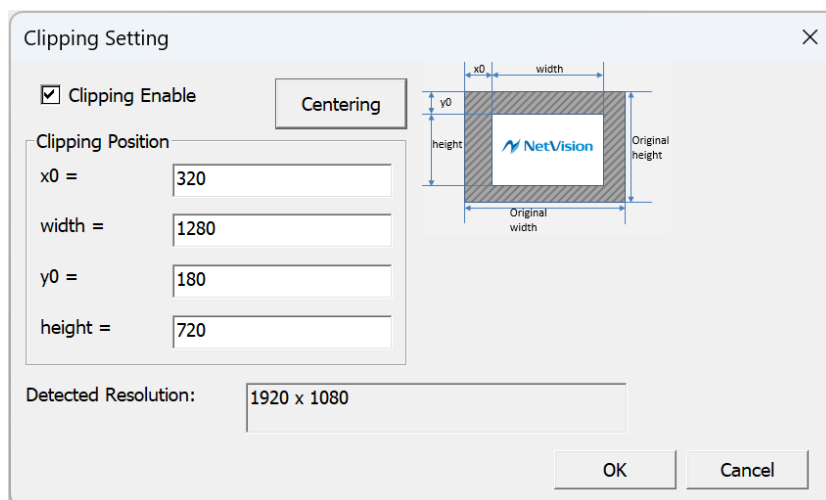 Clipping Setting
Clipping Enable
Centering
Clipping Position
x0 =
320
width =
1280
y0 =
180
height =
720
Detected Resolution:
1920 x 1080
OK
Cancel
x0
width
y0
height
NetVision
Original
height
Original
width